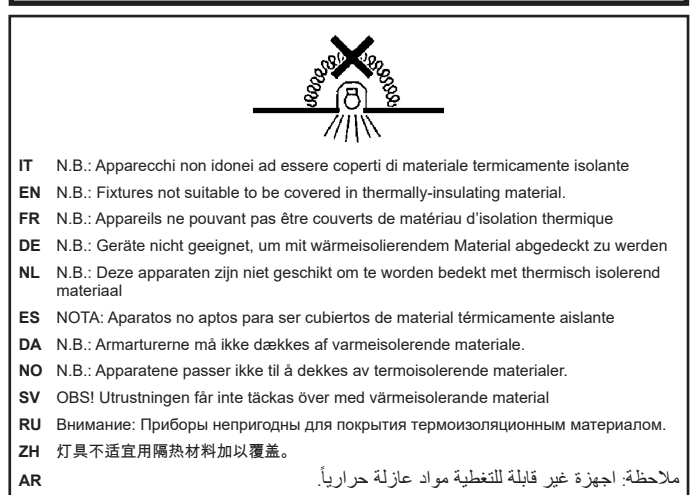 IT N.B.: Apparecchi non idonei ad essere coperti di materiale termicamente isolante
EN N.B.: Fixtures not suitable to be covered in thermally-insulating material.
FR N.B.: Appareils ne pouvant pas être couverts de matériau d’isolation thermique
DE N.B.: Geräte nicht geeignet, um mit wärmeisolierendem Material abgedeckt zu werden
NL N.B.: Deze apparaten zijn niet geschikt om te worden bedekt met thermisch isolerend
materiaal
ES NOTA: Aparatos no aptos para ser cubiertos de material térmicamente aislante
DA N.B.: Armarturerne må ikke dækkes af varmeisolerende materiale.
NO N.B.: Apparatene passer ikke til å dekkes av termoisolerende materialer.
SV OBS! Utrustningen får inte täckas över med värmeisolerande material
RU Внимание: Приборы непригодны для покрытия термоизоляционным материалом.
ZH 灯具不适宜用隔热材料加以覆盖。
AR ملاحظة: اجهزة غير قابلة للتغطية مواد عازلة حرارياً.